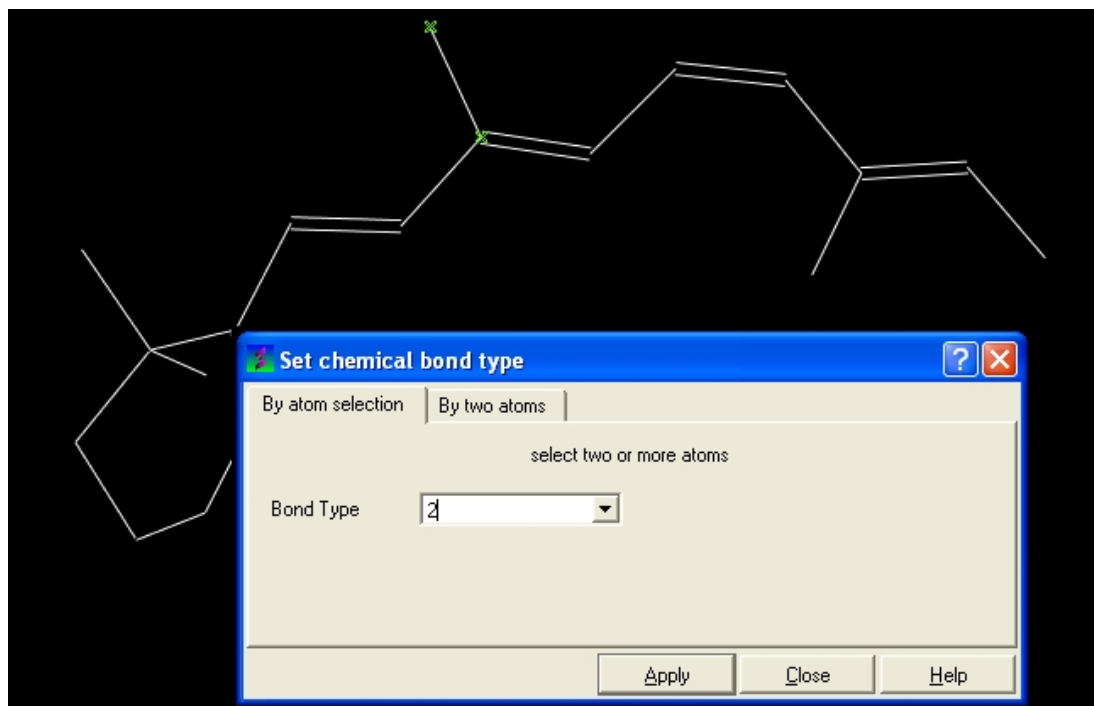 Set chemical bond type
By atom selection
By two atoms
select two or more atoms
Bond Type
2
Apply
Close
Help